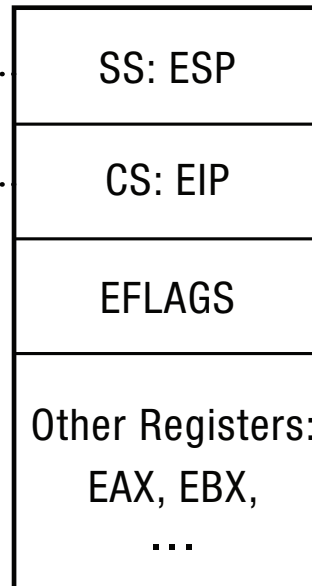 SS: ESP
CS: EIP
EFLAGS
Other Registers:
EAX, EBX,
...